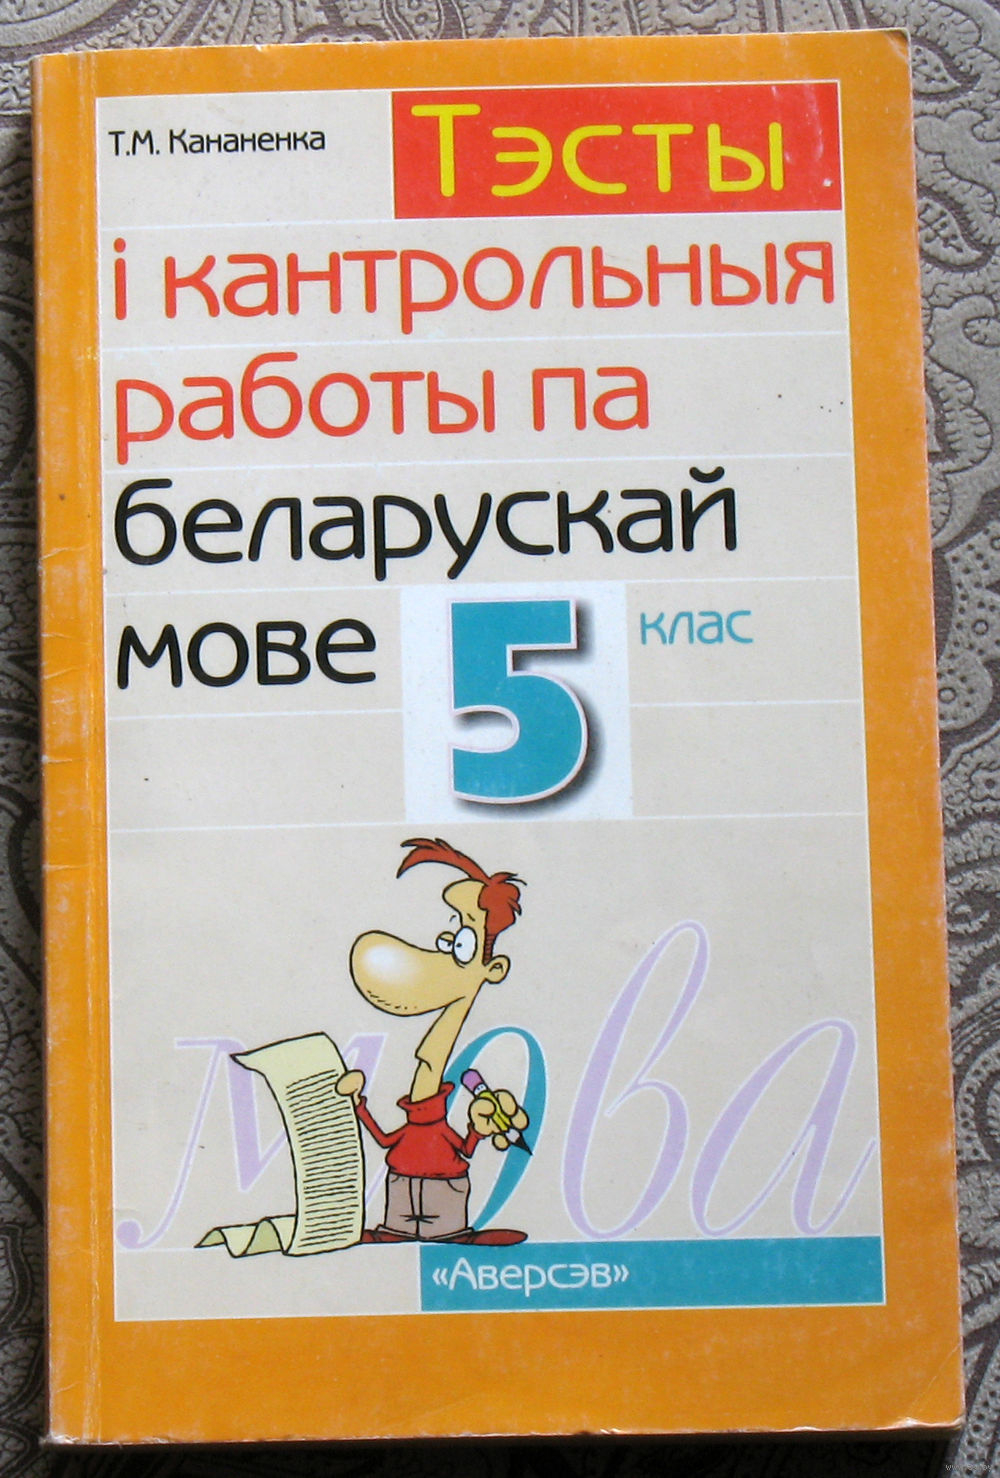 Т.М. Кананенка
Тэсты
і кантрольныя
работы па
беларускай
мове 5 клас
мова
«Аверсэв»